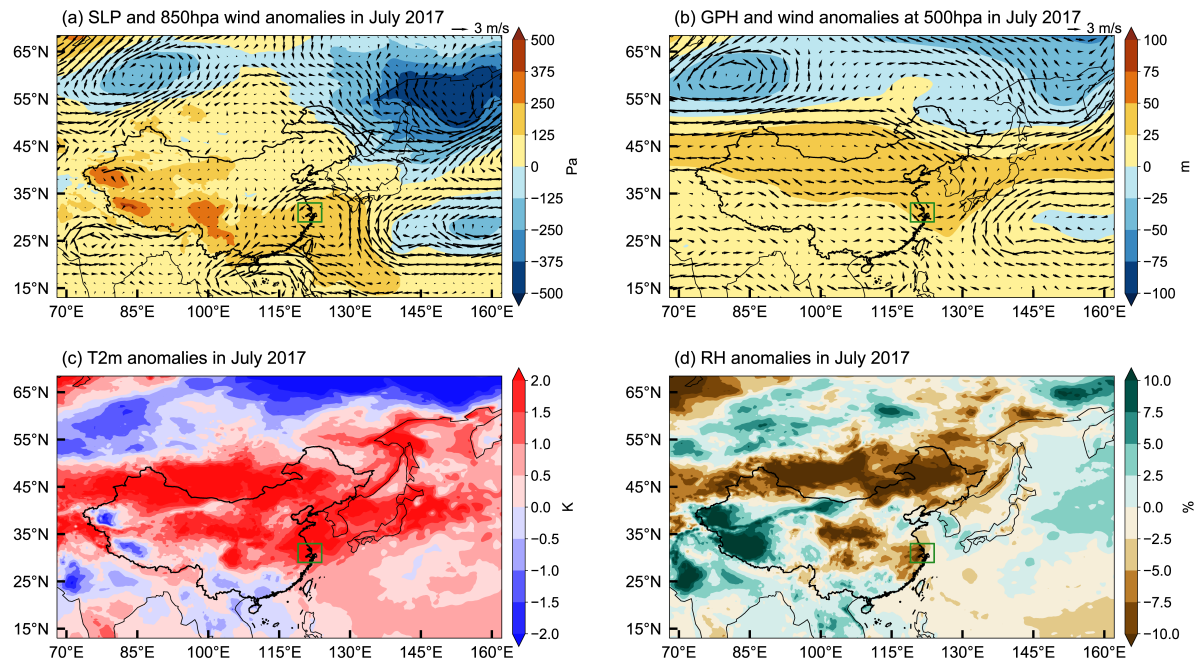 (a) SLP and 850hpa wind anomalies in July 2017
3 m/s
65°N
55°N
45°N
35°N
25°N
15°N
70°E 85°E 100°E 115°E 130°E 145°E 160°E
500
375
250
125
0
−125
−250
−375
−500
Pa
(b) GPH and wind anomalies at 500hpa in July 2017
3 m/s
65°N
55°N
45°N
35°N
25°N
15°N
70°E 85°E 100°E 115°E 130°E 145°E 160°E
100
75
50
25
0
−25
−50
−75
−100
m
(c) T2m anomalies in July 2017
65°N
55°N
45°N
35°N
25°N
15°N
70°E 85°E 100°E 115°E 130°E 145°E 160°E
2.0
1.5
1.0
0.5
0.0
−0.5
−1.0
−1.5
−2.0
K
(d) RH anomalies in July 2017
65°N
55°N
45°N
35°N
25°N
15°N
70°E 85°E 100°E 115°E 130°E 145°E 160°E
10.0
7.5
5.0
2.5
0.0
−2.5
−5.0
−7.5
−10.0
%